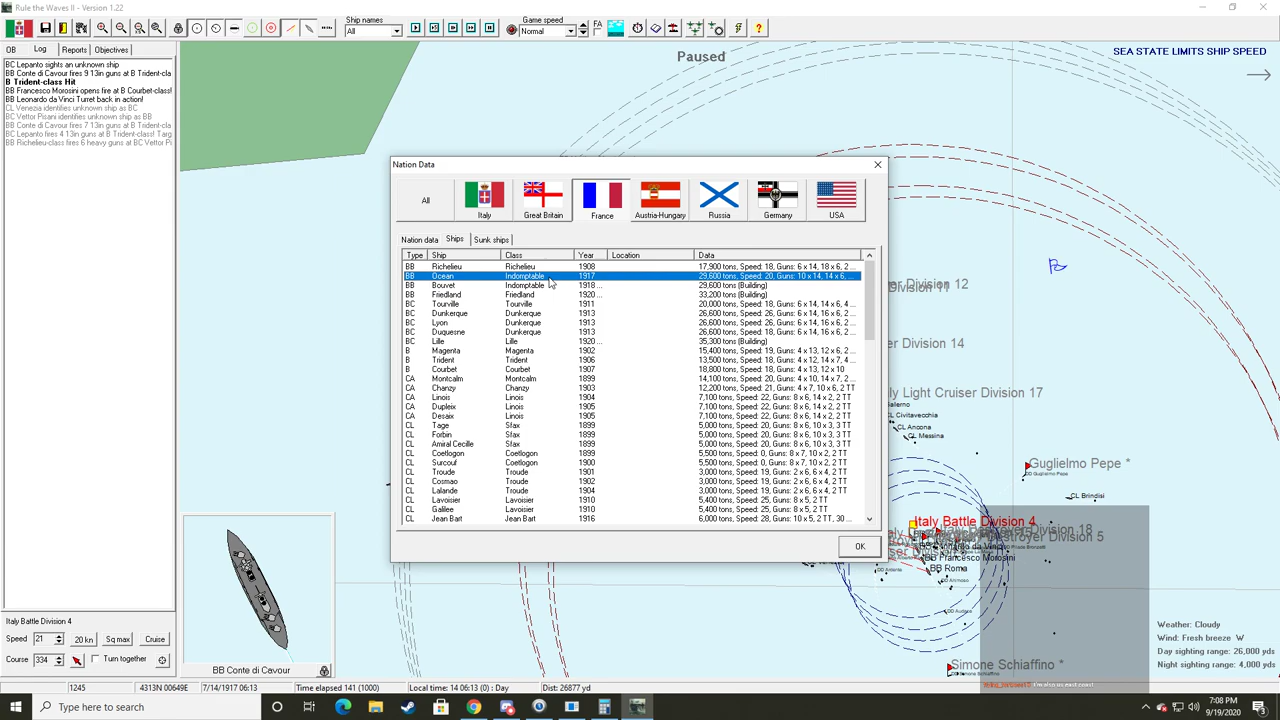 Rule the Waves II - Version 1.22
Ship names
All
Game speed
Normal
FA
OB Log Reports Objectives
BC Lepanto sights an unknown ship
BB Conte di Cavour fires 9 13in guns at B Trident-cla
B Trident-class Hit
BB Francesco Morosini opens fire at B Courbet-class!
BB Leonardo da Vinci Turret back in action!
CL Venezia identifies unknown ship as BC
BC Vettor Pisani identifies unknown ship as BB
BB Conte di Cavour fires 7 13in guns at B Trident-cla
BC Lepanto fires 4 13in guns at B Trident-class! Targ
BB Richelieu-class fires 6 heavy guns at BC Vettor Pi
Paused
SEA STATE LIMITS SHIP SPEED
Nation Data
All Italy Great Britain France Austria-Hungary Russia Germany USA
Nation data Ships Sunk ships
Type Ship Class Year Location Data
BB Richelieu Richelieu 1908 17,900 tons, Speed: 18, Guns: 6 x 14, 18 x 6, 2 ...
BB Ocean Indomptable 1917 29,600 tons, Speed: 20, Guns: 10 x 14, 14 x 6, ...
BB Bouvet Indomptable 1918 ... 29,600 tons (Building)
BB Friedland Friedland 1920 ... 33,200 tons (Building)
BC Tourville Tourville 1911 20,000 tons, Speed: 18, Guns: 6 x 14, 14 x 6, 4 ...
BC Dunkerque Dunkerque 1913 26,600 tons, Speed: 26, Guns: 6 x 14, 16 x 6, 2 ...
BC Lyon Dunkerque 1913 26,600 tons, Speed: 26, Guns: 6 x 14, 16 x 6, 2 ...
BC Duquesne Dunkerque 1913 26,600 tons, Speed: 18, Guns: 6 x 14, 16 x 6, 2 ...
BC Lille Lille 1920 ... 35,300 tons (Building)
B Magenta Magenta 1902 15,400 tons, Speed: 19, Guns: 4 x 13, 12 x 6, 2 ...
B Trident Trident 1906 13,500 tons, Speed: 18, Guns: 4 x 12, 14 x 7, 4 ...
B Courbet Courbet 1907 18,800 tons, Speed: 18, Guns: 4 x 13, 12 x 10
CA Montcalm Montcalm 1899 14,100 tons, Speed: 20, Guns: 4 x 10, 14 x 7, 2 ...
CA Chanzy Chanzy 1903 12,200 tons, Speed: 21, Guns: 4 x 7, 10 x 6, 2 TT
CA Linois Linois 1904 7,100 tons, Speed: 22, Guns: 8 x 6, 14 x 2, 2 TT
CA Dupleix Linois 1905 7,100 tons, Speed: 22, Guns: 8 x 6, 14 x 2, 2 TT
CA Desaix Linois 1905 7,100 tons, Speed: 22, Guns: 8 x 6, 14 x 2, 2 TT
CL Tage Sfax 1899 5,000 tons, Speed: 20, Guns: 8 x 6, 10 x 3, 3 TT
CL Forbin Sfax 1899 5,000 tons, Speed: 20, Guns: 8 x 6, 10 x 3, 3 TT
CL Amiral Cecille Sfax 1899 5,000 tons, Speed: 20, Guns: 8 x 6, 10 x 3, 3 TT
CL Coetlogon Coetlogon 1899 5,500 tons, Speed: 0, Guns: 8 x 7, 10 x 2, 2 TT
CL Surcouf Coetlogon 1900 5,500 tons, Speed: 0, Guns: 8 x 7, 10 x 2, 2 TT
CL Troude Troude 1901 3,000 tons, Speed: 19, Guns: 2 x 6, 6 x 4, 2 TT
CL Cosmao Troude 1902 3,000 tons, Speed: 19, Guns: 2 x 6, 6 x 4, 2 TT
CL Lalande Troude 1904 3,000 tons, Speed: 19, Guns: 2 x 6, 6 x 4, 2 TT
CL Lavoisier Lavoisier 1910 5,400 tons, Speed: 25, Guns: 8 x 5, 2 TT
CL Galilee Lavoisier 1910 5,400 tons, Speed: 25, Guns: 8 x 5, 2 TT
CL Jean Bart Jean Bart 1916 6,000 tons, Speed: 28, Guns: 10 x 5, 2 TT, 30 ...
OK
Division 12
Division 11
Division 14
Light Cruiser Division 17
CL Civitavecchia
CL Ancona
CL Messina
Guglielmo Pepe *
DD Guglielmo Pepe
CL Brindisi
Italy Battle Division 4
Destroyer Division 18
Destroyer Division 5
BB Francesco Morosini
BB Roma
DD Audace
Simone Schiaffino *
Weather: Cloudy
Wind: Fresh breeze W
Day sighting range: 26,000 yds
Night sighting range: 4,000 yds
Italy Battle Division 4
Speed 21 20 kn Sq max Cruise
Course 334 Turn together
BB Conte di Cavour
1245 4313N 00649E 7/14/1917 06:13 Time elapsed 141 (1000) Local time: 14 06:13 : Day Dist: 26877 yd
Type here to search
7:08 PM
9/19/2020